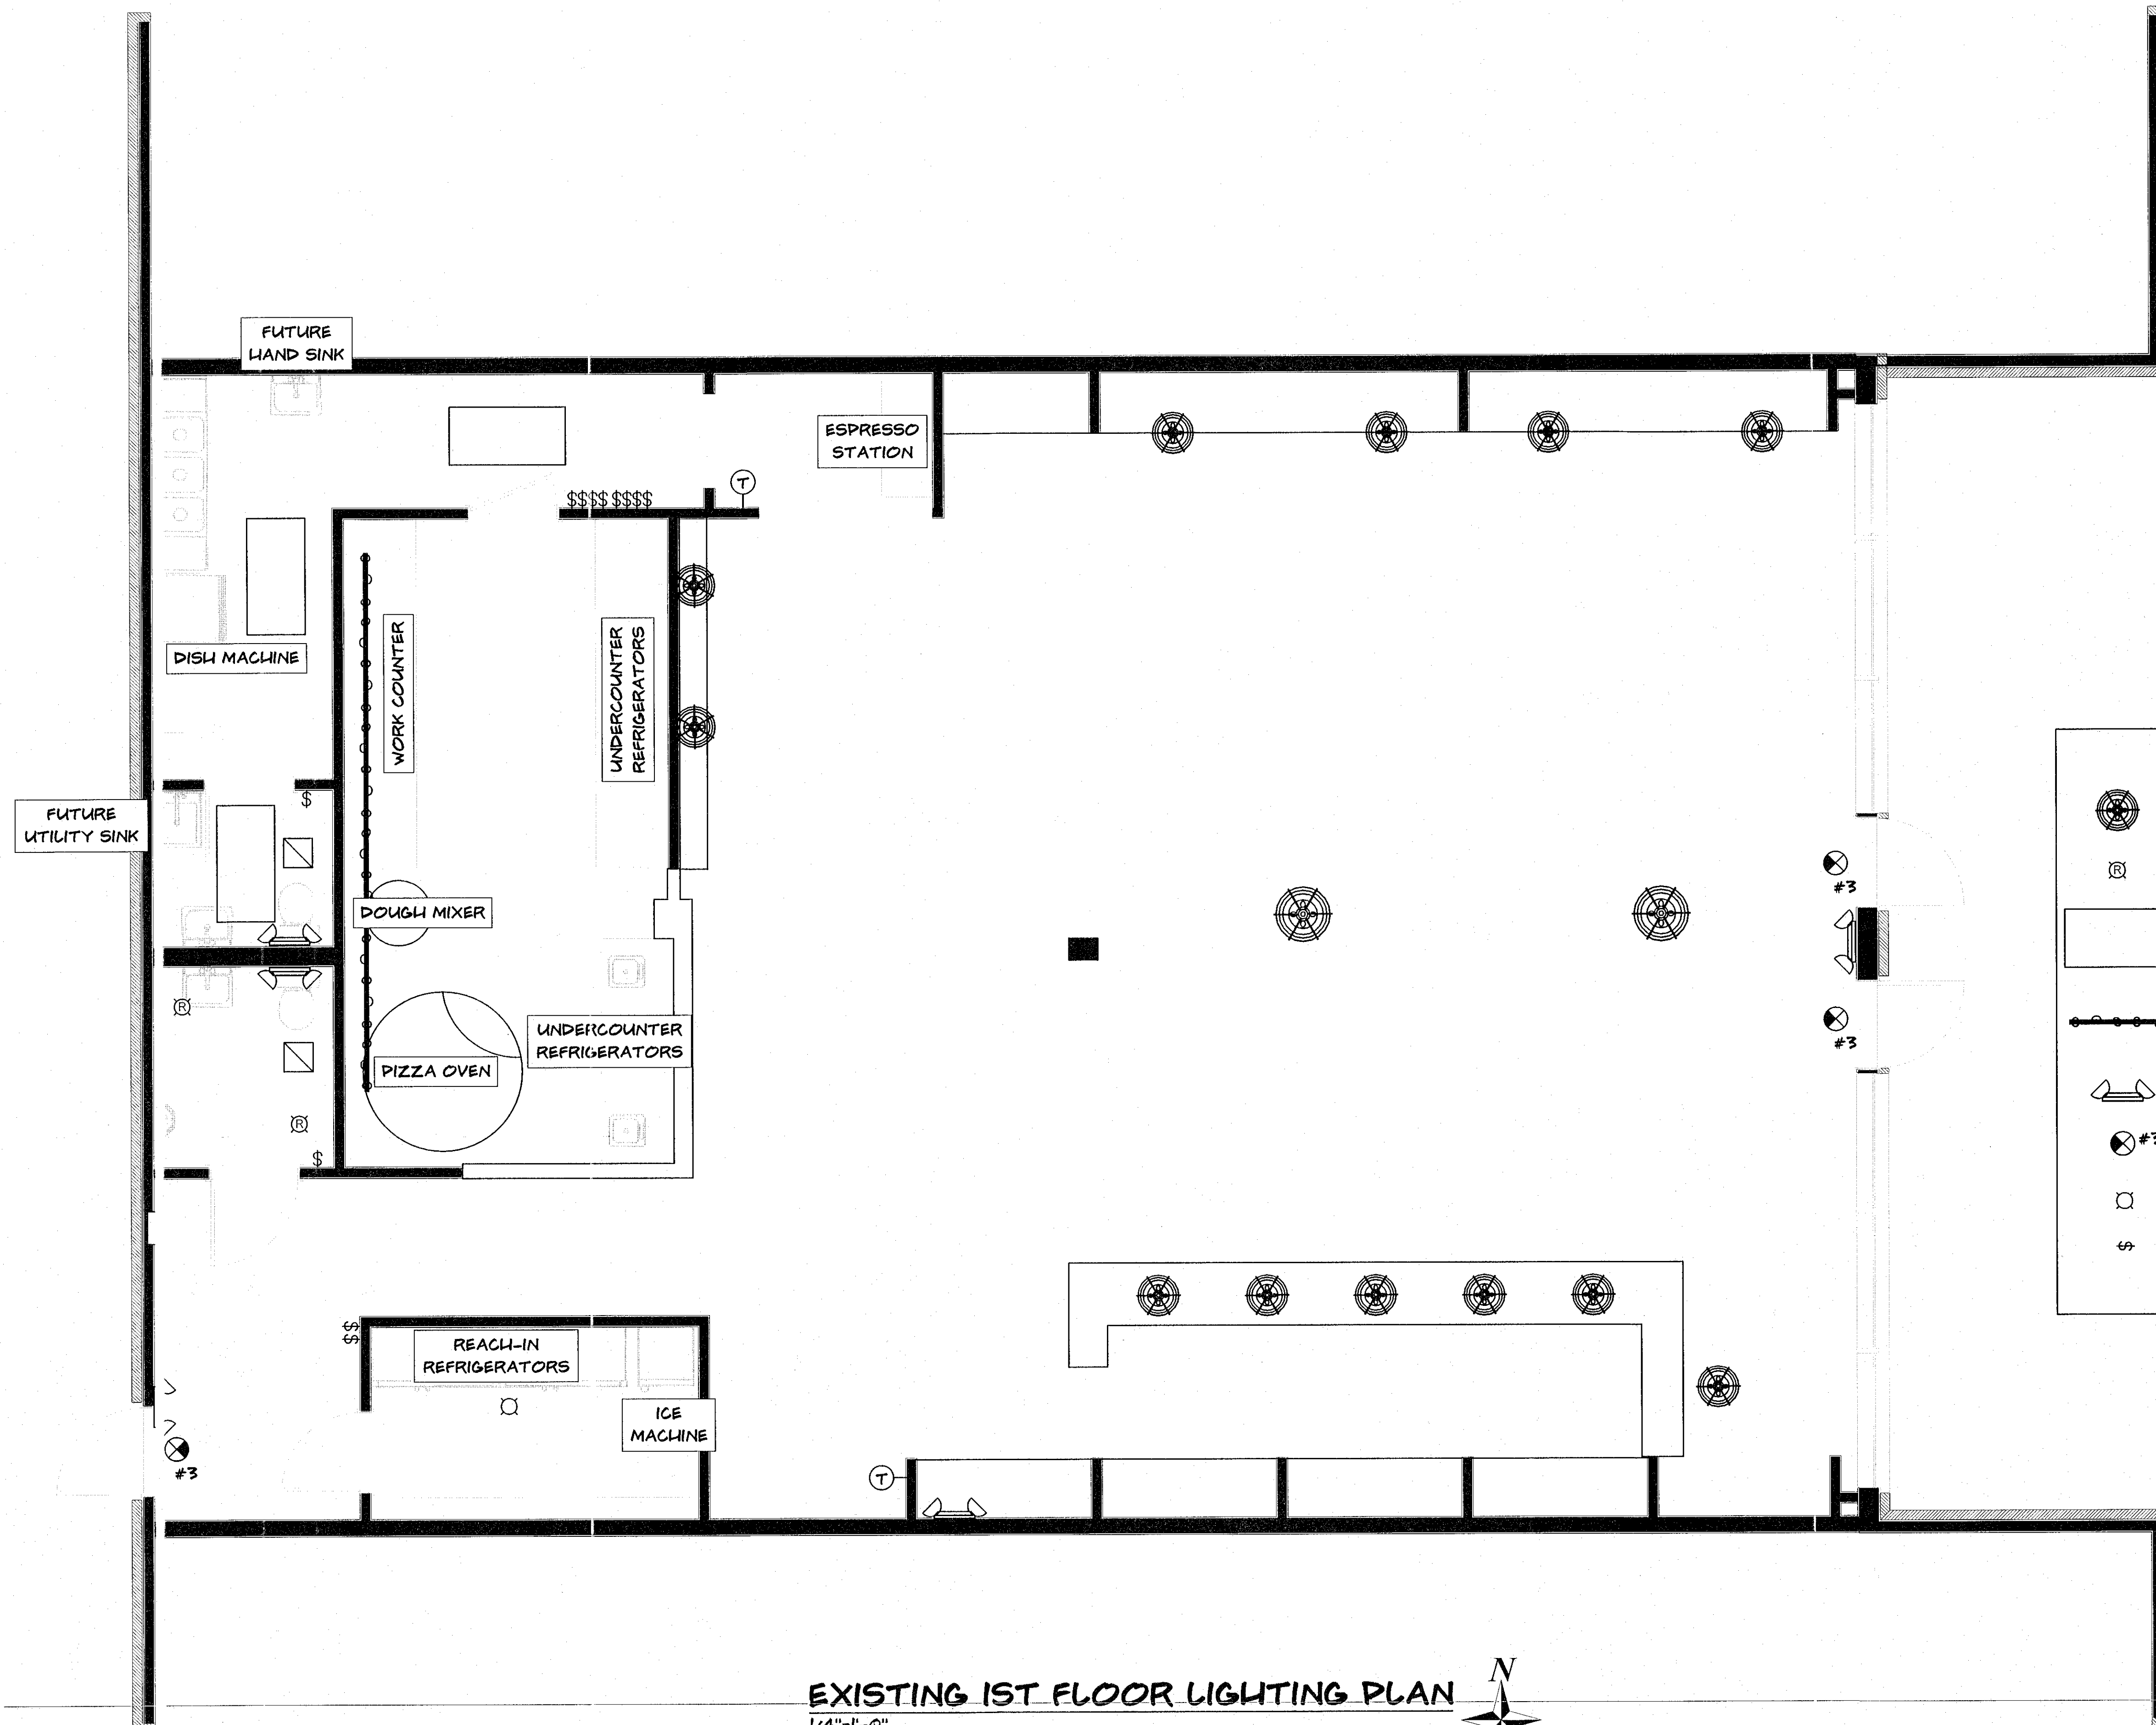 FUTURE
HAND SINK
ESPRESSO
STATION
T
$$$$ $$$$
WORK COUNTER
UNDERCOUNTER
REFRIGERATORS
DISH MACHINE
$
FUTURE
UTILITY SINK
#3
R
DOUGH MIXER
R
#3
UNDERCOUNTER
REFRIGERATORS
PIZZA OVEN
R
$
$
$
$
REACH-IN
REFRIGERATORS
ICE
MACHINE
#3
T
EXISTING 1ST FLOOR LIGHTING PLAN
N